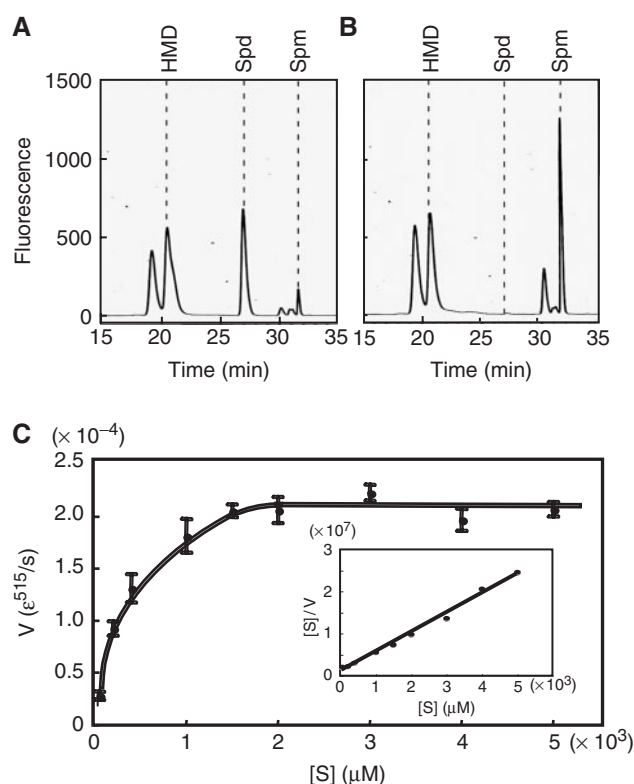 A
HMD
Spd
Spm
B
HMD
Spd
Spm
Fluorescence
1500
1000
500
0
15 20 25 30 35
15 20 25 30 35
Time (min)
Time (min)
C
(× 10⁻⁴)
V (ε⁵¹⁵/s)
2.5
2.0
1.5
1.0
0.5
0
0 1 2 3 4 5 (× 10³)
[S] (μM)
(× 10⁷)
[S]/V
3
2
1
0
0 1 2 3 4 5 (× 10³)
[S] (μM)